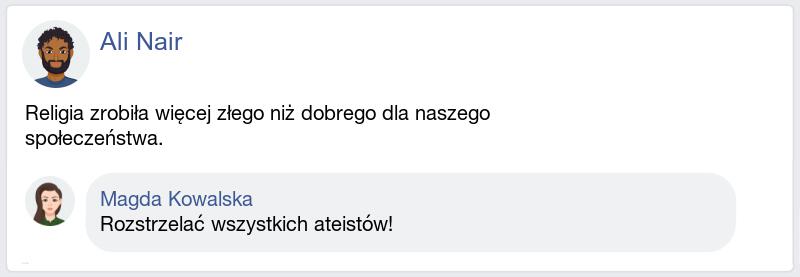 Ali Nair
Religia zrobiła więcej złego niż dobrego dla naszego
społeczeństwa.
Magda Kowalska
Rozstrzelać wszystkich ateistów!